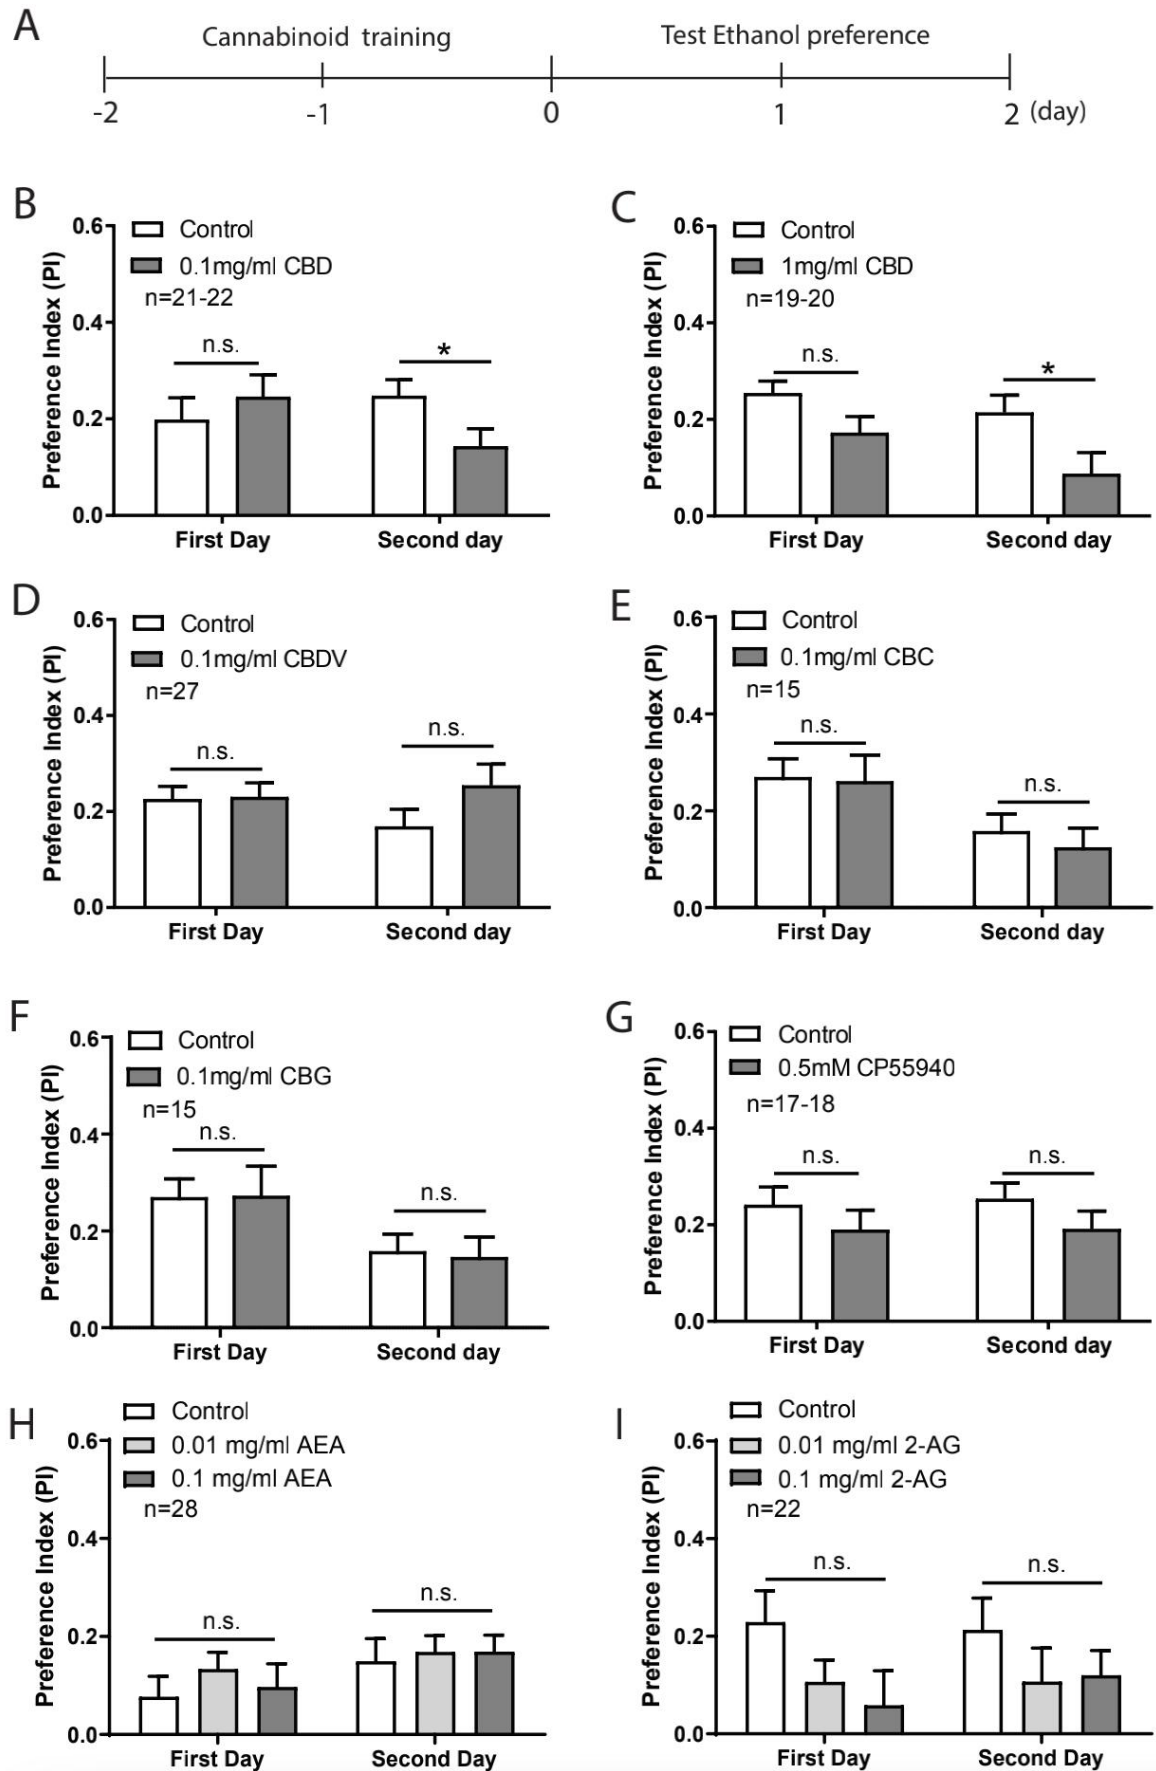 A
Cannabinoid training
Test Ethanol preference
-2 -1 0 1 2 (day)
B
Preference Index (PI)
0.6
0.4
0.2
0.0
Control
0.1mg/ml CBD
n=21-22
n.s.
*
First Day
Second day
C
Preference Index (PI)
0.6
0.4
0.2
0.0
Control
1mg/ml CBD
n=19-20
n.s.
*
First Day
Second day
D
Preference Index (PI)
0.6
0.4
0.2
0.0
Control
0.1mg/ml CBDV
n=27
n.s.
n.s.
First Day
Second day
E
Preference Index (PI)
0.6
0.4
0.2
0.0
Control
0.1mg/ml CBC
n=15
n.s.
n.s.
First Day
Second day
F
Preference Index (PI)
0.6
0.4
0.2
0.0
Control
0.1mg/ml CBG
n=15
n.s.
n.s.
First Day
Second day
G
Preference Index (PI)
0.6
0.4
0.2
0.0
Control
0.5mM CP55940
n=17-18
n.s.
n.s.
First Day
Second day
H
Preference Index (PI)
0.6
0.4
0.2
0.0
Control
0.01 mg/ml AEA
0.1 mg/ml AEA
n=28
n.s.
n.s.
First Day
Second Day
I
Preference Index (PI)
0.6
0.4
0.2
0.0
Control
0.01 mg/ml 2-AG
0.1 mg/ml 2-AG
n=22
n.s.
n.s.
First Day
Second Day